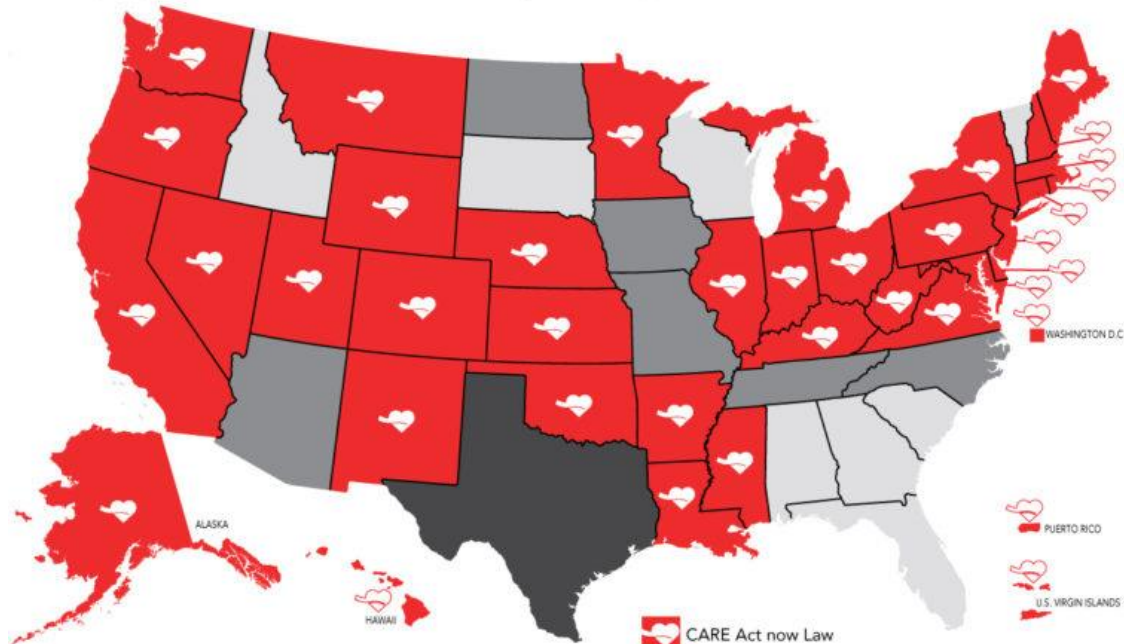 WASHINGTON D.C
ALASKA
HAWAII
PUERTO RICO
U.S. VIRGIN ISLANDS
CARE Act now Law